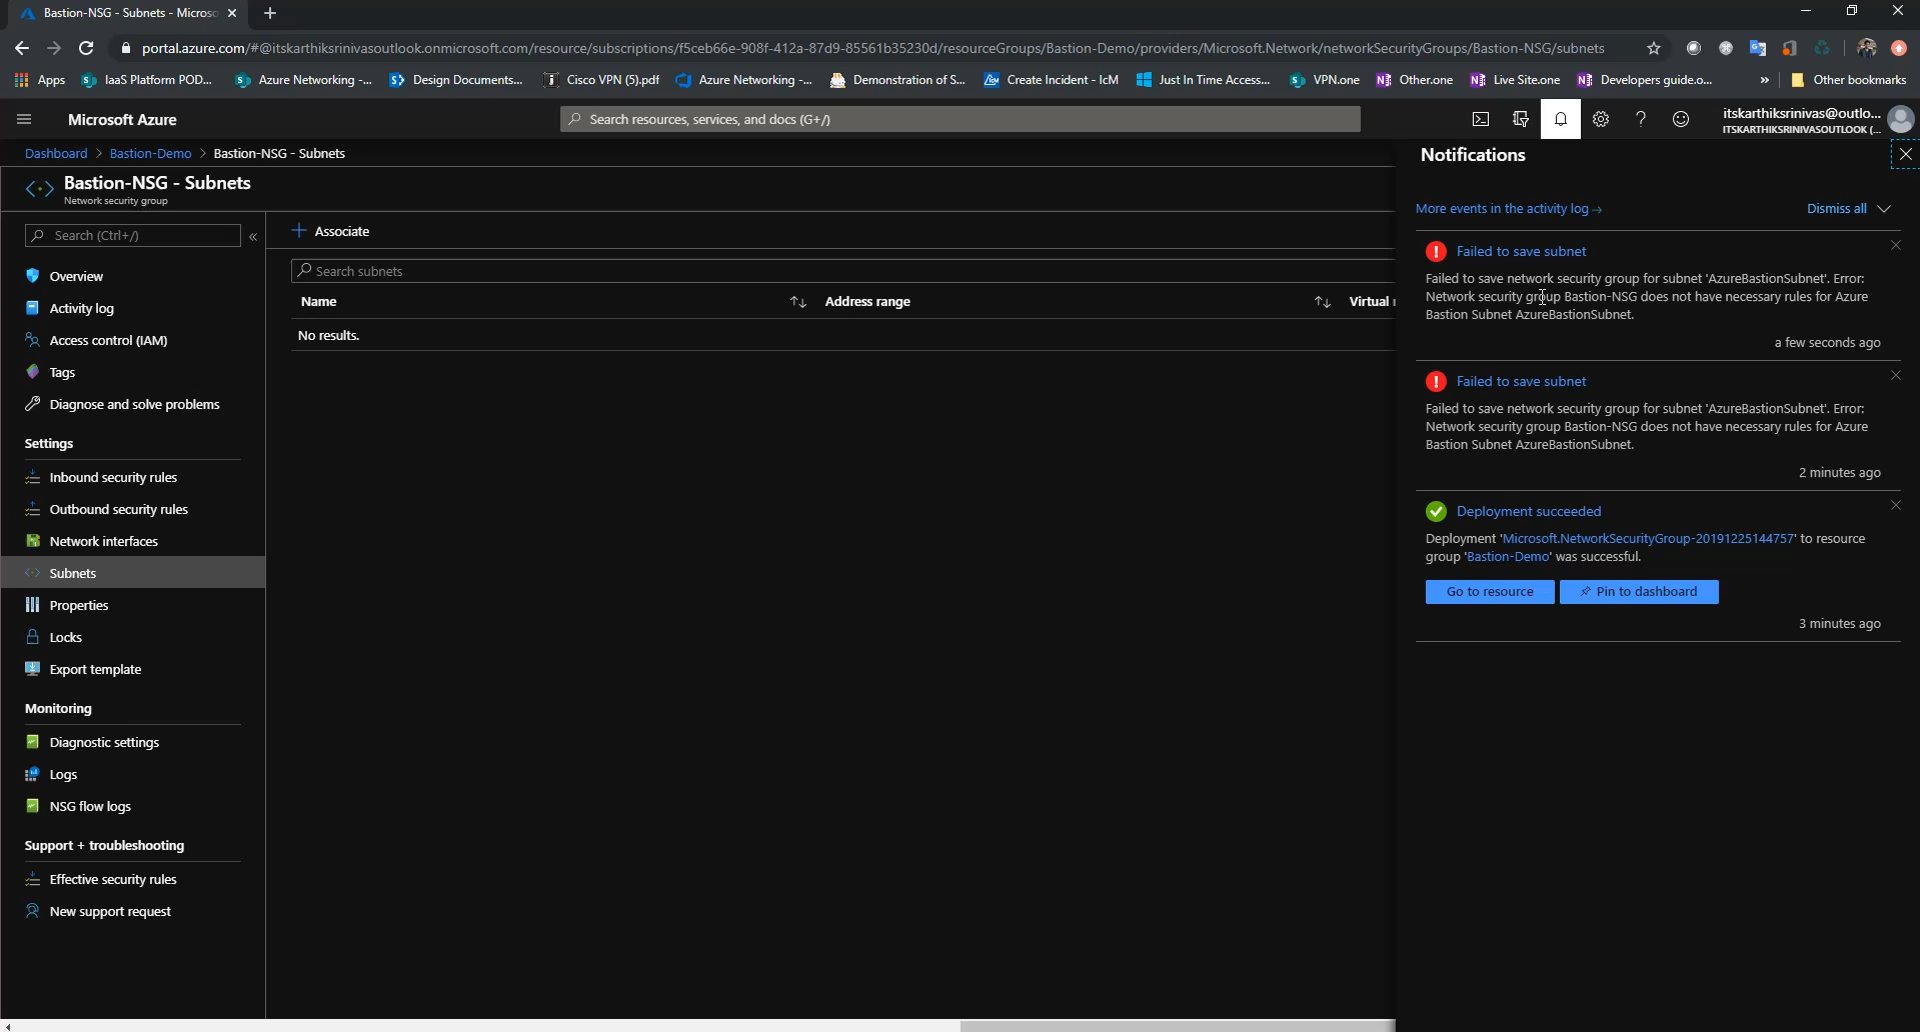 Bastion-NSG - Subnets - Micros
portal.azure.com/#@itskarthiksrinivasoutlook.onmicrosoft.com/resource/subscriptions/f5ceb66e-908f-412a-87d9-85561b35230d/resourceGroups/Bastion-Demo/providers/Microsoft.Network/networkSecurityGroups/Bastion-NSG/subnets
Apps IaaS Platform POD... Azure Networking -... Design Documents... Cisco VPN (5).pdf Azure Networking -... Demonstration of S... Create Incident - IcM Just In Time Access... VPN.one Other.one Live Site.one Developers guide.o... » Other bookmarks
Microsoft Azure
Search resources, services, and docs (G+/)
itskarthiksrinivas@outlo...
ITSKARTHIKSRINIVASOUTLOOK (...
Dashboard > Bastion-Demo > Bastion-NSG - Subnets
Bastion-NSG - Subnets
Network security group
Search (Ctrl+/)
«
Overview
Activity log
Access control (IAM)
Tags
Diagnose and solve problems
Settings
Inbound security rules
Outbound security rules
Network interfaces
Subnets
Properties
Locks
Export template
Monitoring
Diagnostic settings
Logs
NSG flow logs
Support + troubleshooting
Effective security rules
New support request
Associate
Search subnets
Name Address range Virtual
No results.
Notifications
More events in the activity log →
Dismiss all
Failed to save subnet
Failed to save network security group for subnet 'AzureBastionSubnet'. Error:
Network security group Bastion-NSG does not have necessary rules for Azure
Bastion Subnet AzureBastionSubnet.
a few seconds ago
Failed to save subnet
Failed to save network security group for subnet 'AzureBastionSubnet'. Error:
Network security group Bastion-NSG does not have necessary rules for Azure
Bastion Subnet AzureBastionSubnet.
2 minutes ago
Deployment succeeded
Deployment 'Microsoft.NetworkSecurityGroup-20191225144757' to resource
group 'Bastion-Demo' was successful.
Go to resource
Pin to dashboard
3 minutes ago